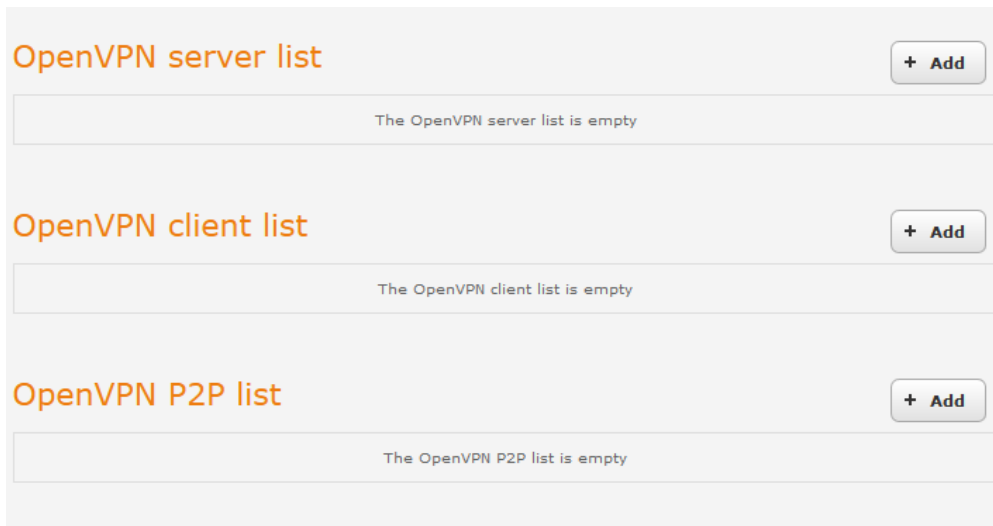 OpenVPN server list
+ Add
The OpenVPN server list is empty
OpenVPN client list
+ Add
The OpenVPN client list is empty
OpenVPN P2P list
+ Add
The OpenVPN P2P list is empty